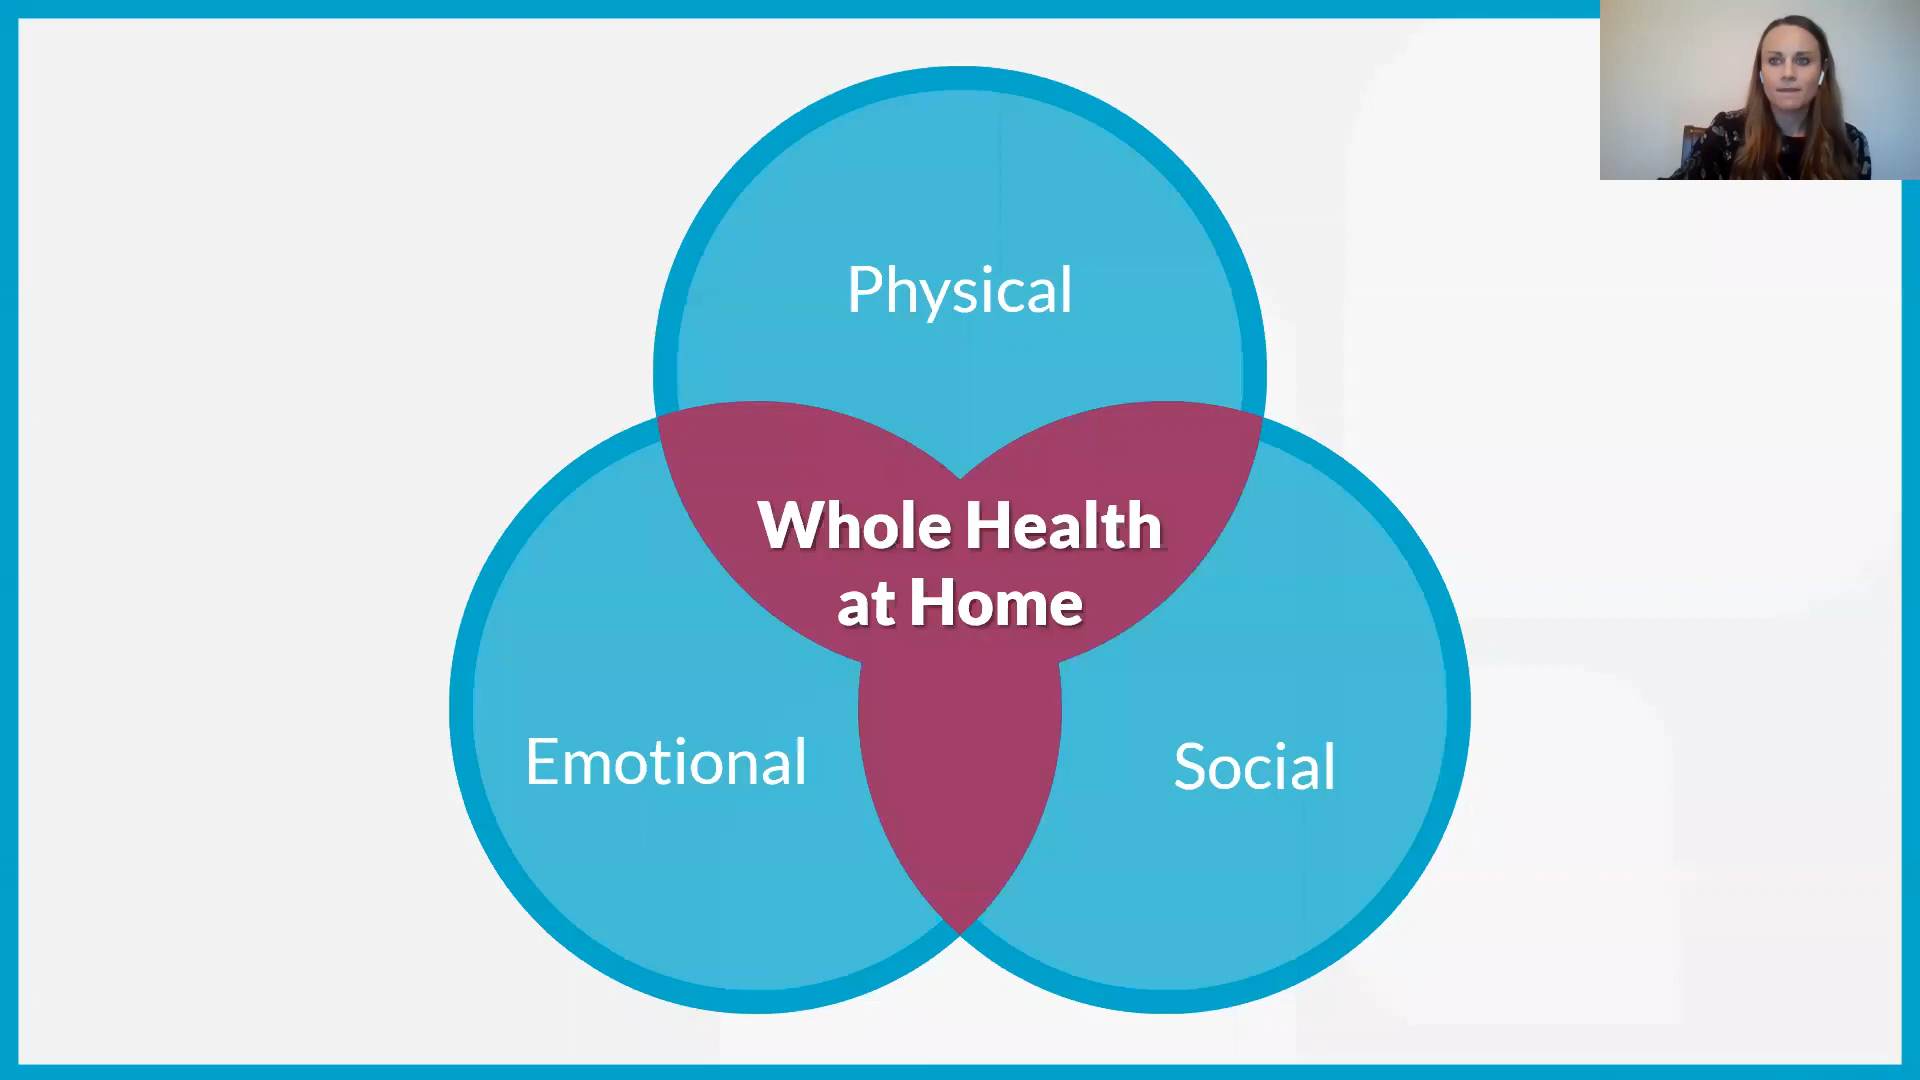 Physical
Whole Health
at Home
Emotional
Social